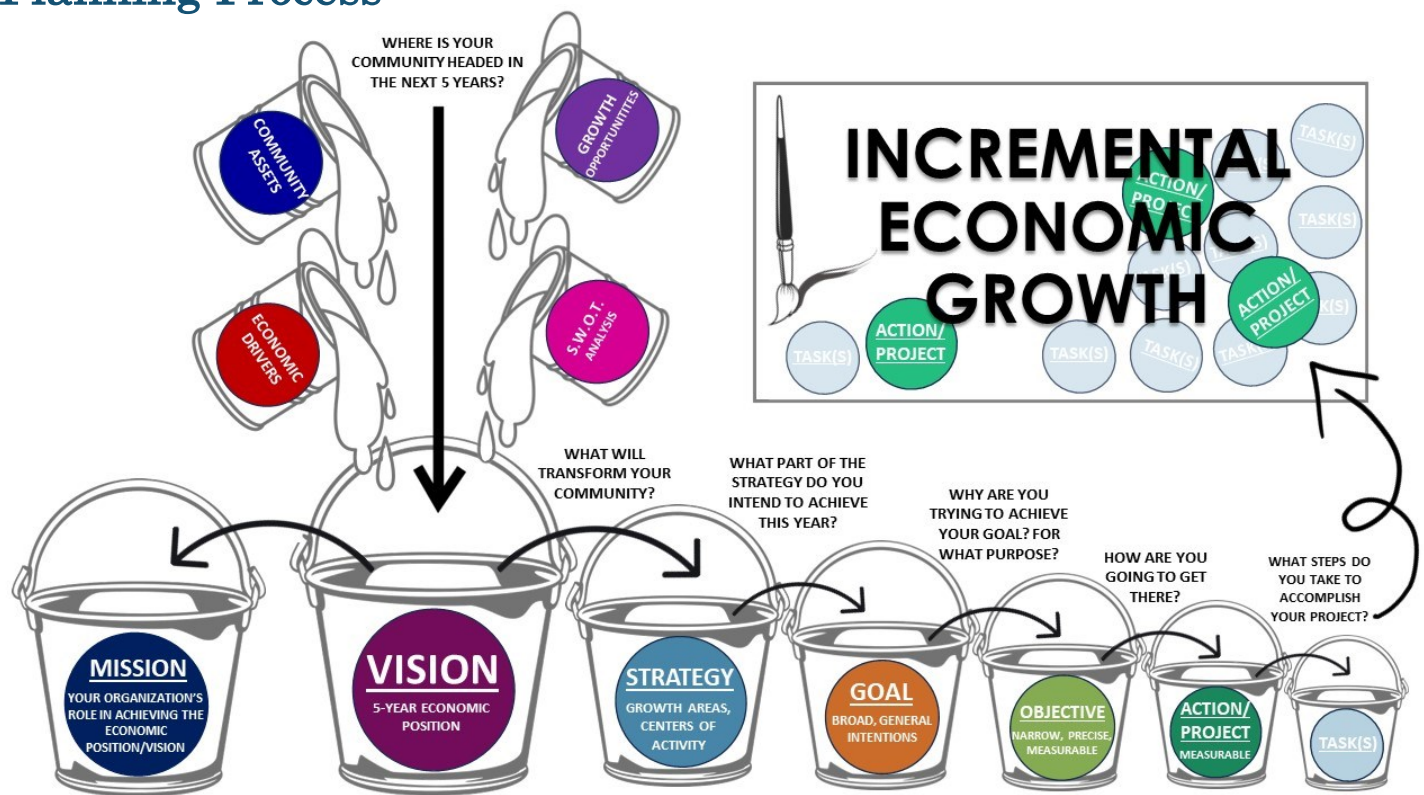 Planning Process
WHERE IS YOUR
COMMUNITY HEADED IN
THE NEXT 5 YEARS?
COMMUNITY
ASSETS
GROWTH
OPPORTUNITITES
ECONOMIC
DRIVERS
S.W.O.T.
ANALYSIS
INCREMENTAL
ECONOMIC
GROWTH
TASK(S)
ACTION/
PROJECT
TASK(S)
TASK(S)
ACTION/
PROJECT
TASK(S)
ACTION/
PROJECT
TASK(S)
TASK(S)
TASK(S)
WHAT WILL
TRANSFORM YOUR
COMMUNITY?
WHAT PART OF THE
STRATEGY DO YOU
INTEND TO ACHIEVE
THIS YEAR?
WHY ARE YOU
TRYING TO ACHIEVE
YOUR GOAL? FOR
WHAT PURPOSE?
HOW ARE YOU
GOING TO GET
THERE?
WHAT STEPS DO
YOU TAKE TO
ACCOMPLISH
YOUR PROJECT?
MISSION
YOUR ORGANIZATION'S
ROLE IN ACHIEVING THE
ECONOMIC
POSITION/VISION
VISION
5-YEAR ECONOMIC
POSITION
STRATEGY
GROWTH AREAS,
CENTERS OF
ACTIVITY
GOAL
BROAD, GENERAL
INTENTIONS
OBJECTIVE
NARROW, PRECISE,
MEASURABLE
ACTION/
PROJECT
MEASURABLE
TASK(S)